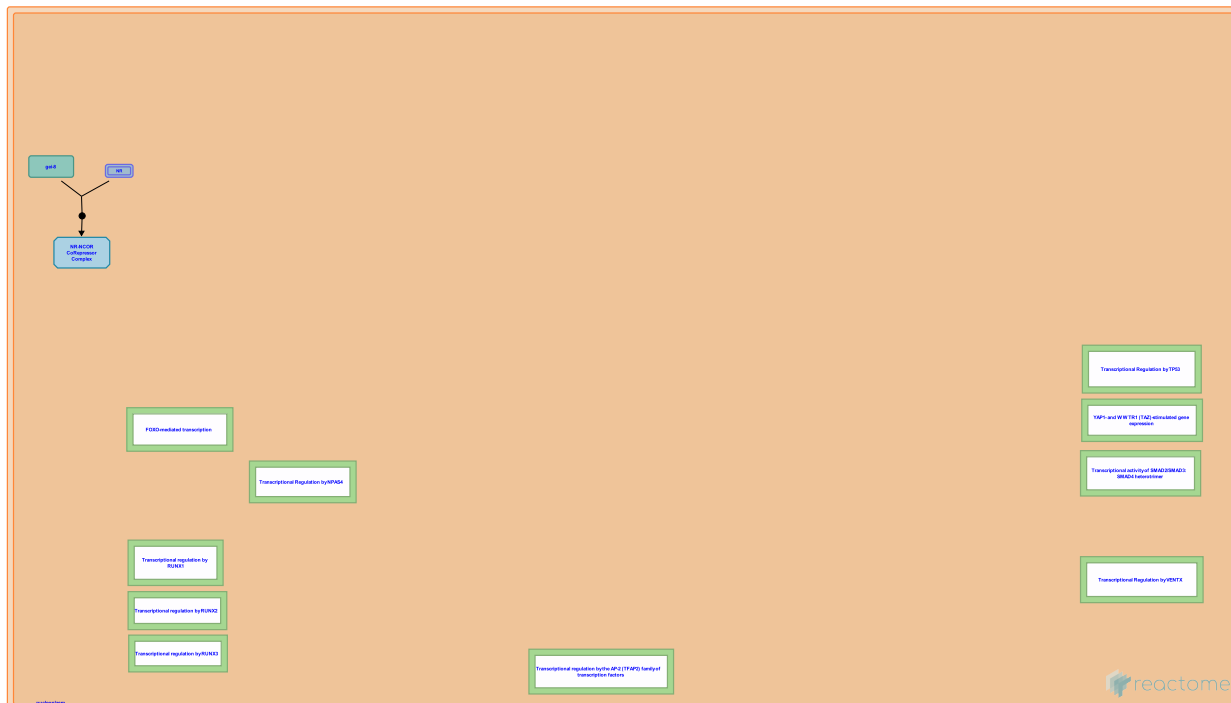 gel-8
NR
NR-NCOR
CoRepressor
Complex
Transcriptional Regulation by TP53
YAP1- and WWTR1 (TAZ)-stimulated gene
expression
FOXO-mediated transcription
Transcriptional activity of SMAD2/SMAD3:
SMAD4 heterotrimer
Transcriptional Regulation by NPAS4
Transcriptional regulation by
RUNX1
Transcriptional Regulation by VENTX
Transcriptional regulation by RUNX2
Transcriptional regulation by RUNX3
Transcriptional regulation by the AP-2 (TFAP2) family of
transcription factors
reactome